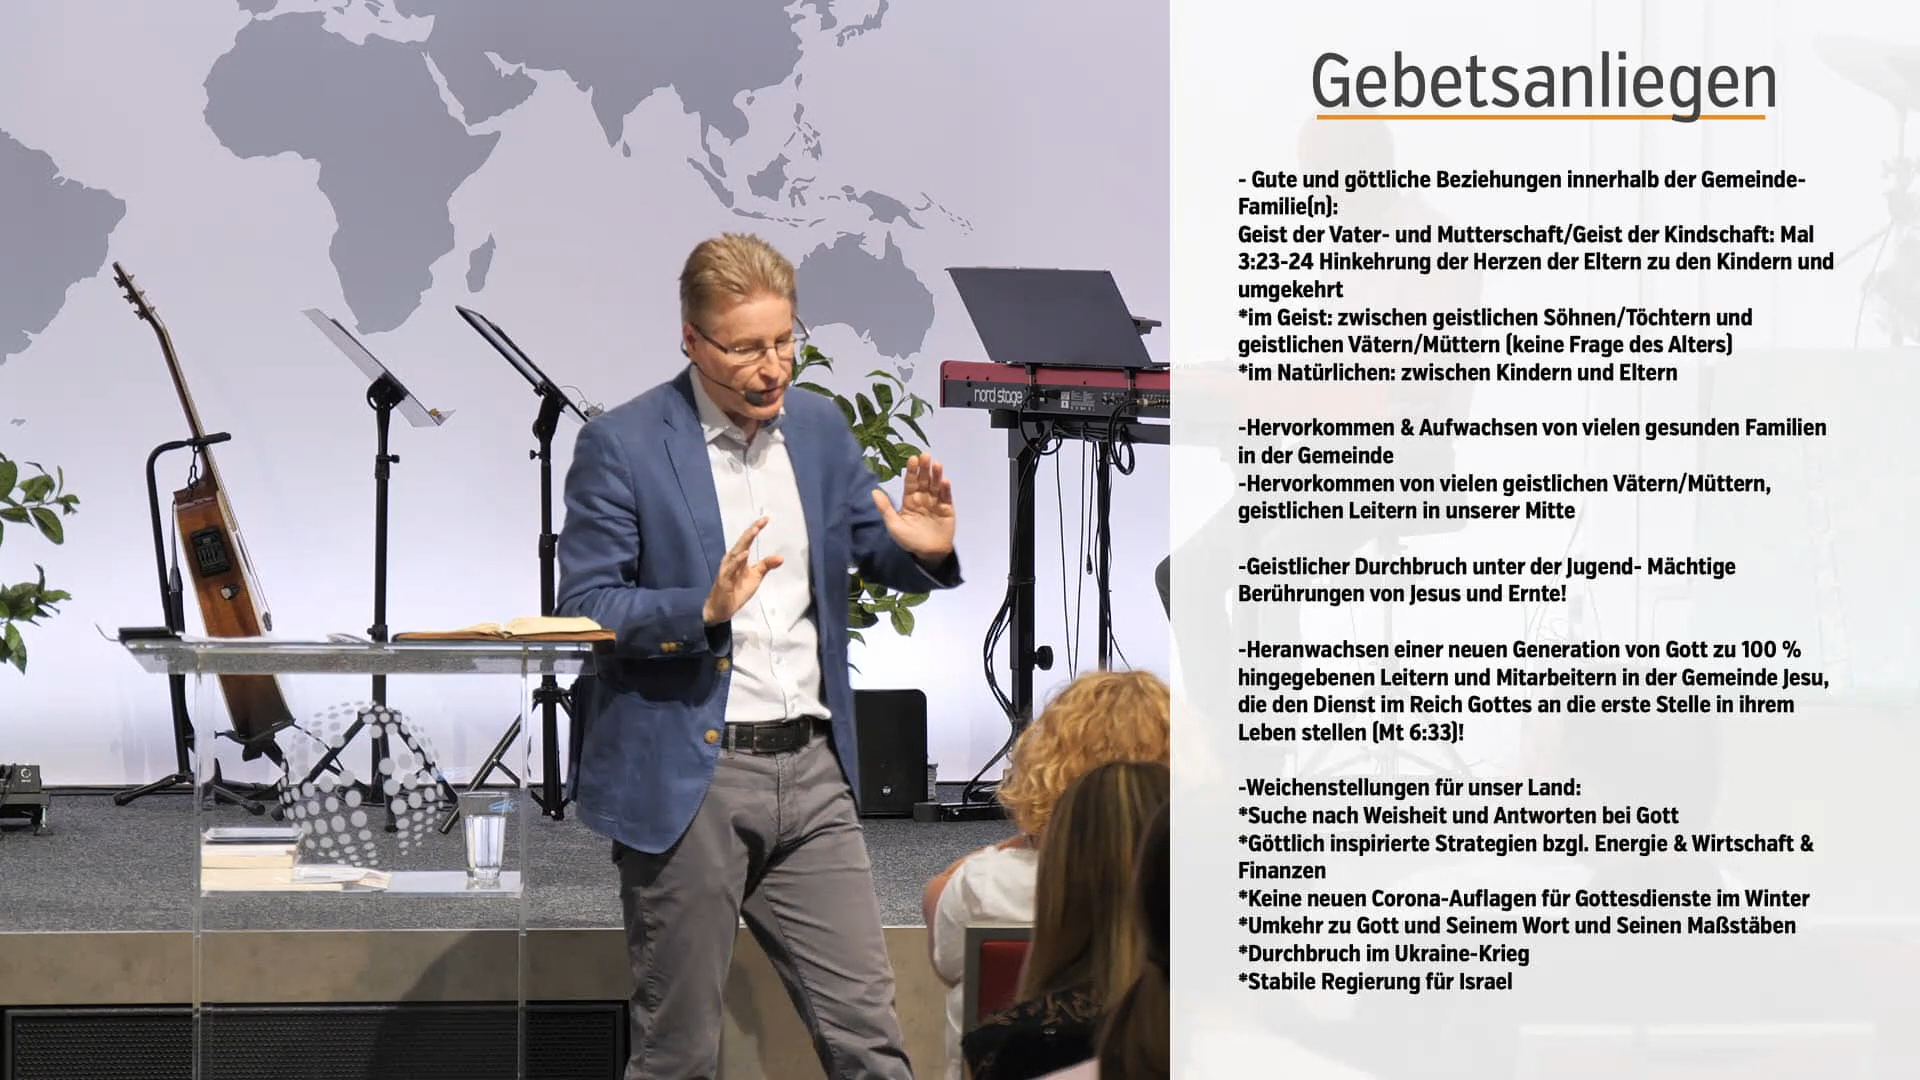 Gebetsanliegen
- Gute und göttliche Beziehungen innerhalb der Gemeinde-
Familie(n):
Geist der Vater- und Mutterschaft/Geist der Kindschaft: Mal
3:23-24 Hinkehrung der Herzen der Eltern zu den Kindern und
umgekehrt
*im Geist: zwischen geistlichen Söhnen/Töchtern und
geistlichen Vätern/Müttern (keine Frage des Alters)
*im Natürlichen: zwischen Kindern und Eltern
-Hervorkommen & Aufwachsen von vielen gesunden Familien
in der Gemeinde
-Hervorkommen von vielen geistlichen Vätern/Müttern,
geistlichen Leitern in unserer Mitte
-Geistlicher Durchbruch unter der Jugend- Mächtige
Berührungen von Jesus und Ernte!
-Heranwachsen einer neuen Generation von Gott zu 100 %
hingegebenen Leitern und Mitarbeitern in der Gemeinde Jesu,
die den Dienst im Reich Gottes an die erste Stelle in ihrem
Leben stellen (Mt 6:33)!
-Weichenstellungen für unser Land:
*Suche nach Weisheit und Antworten bei Gott
*Göttlich inspirierte Strategien bzgl. Energie & Wirtschaft &
Finanzen
*Keine neuen Corona-Auflagen für Gottesdienste im Winter
*Umkehr zu Gott und Seinem Wort und Seinen Maßstäben
*Durchbruch im Ukraine-Krieg
*Stabile Regierung für Israel
nord stage